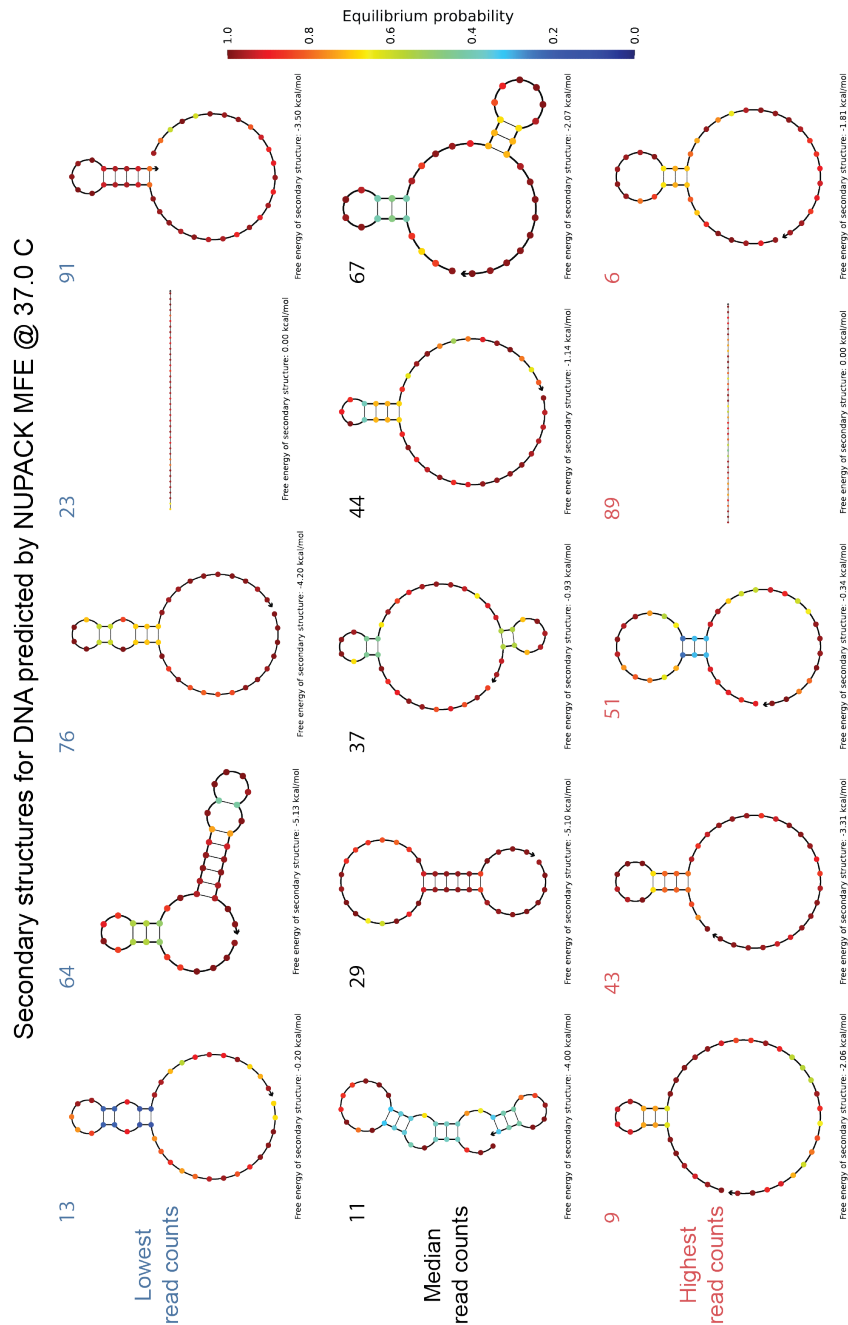 Secondary structures for DNA predicted by NUPACK MFE @ 37.0 C
Equilibrium probability
1.0
0.8
0.6
0.4
0.2
0.0
Lowest
read counts
13
Free energy of secondary structure: -0.20 kcal/mol
64
Free energy of secondary structure: -5.13 kcal/mol
76
Free energy of secondary structure: -4.20 kcal/mol
23
Free energy of secondary structure: 0.00 kcal/mol
91
Free energy of secondary structure: -3.50 kcal/mol
Median
read counts
11
Free energy of secondary structure: -4.00 kcal/mol
29
Free energy of secondary structure: -5.10 kcal/mol
37
Free energy of secondary structure: -0.93 kcal/mol
44
Free energy of secondary structure: -1.14 kcal/mol
67
Free energy of secondary structure: -2.07 kcal/mol
Highest
read counts
9
Free energy of secondary structure: -2.06 kcal/mol
43
Free energy of secondary structure: -3.31 kcal/mol
51
Free energy of secondary structure: -0.34 kcal/mol
89
Free energy of secondary structure: 0.00 kcal/mol
6
Free energy of secondary structure: -1.81 kcal/mol